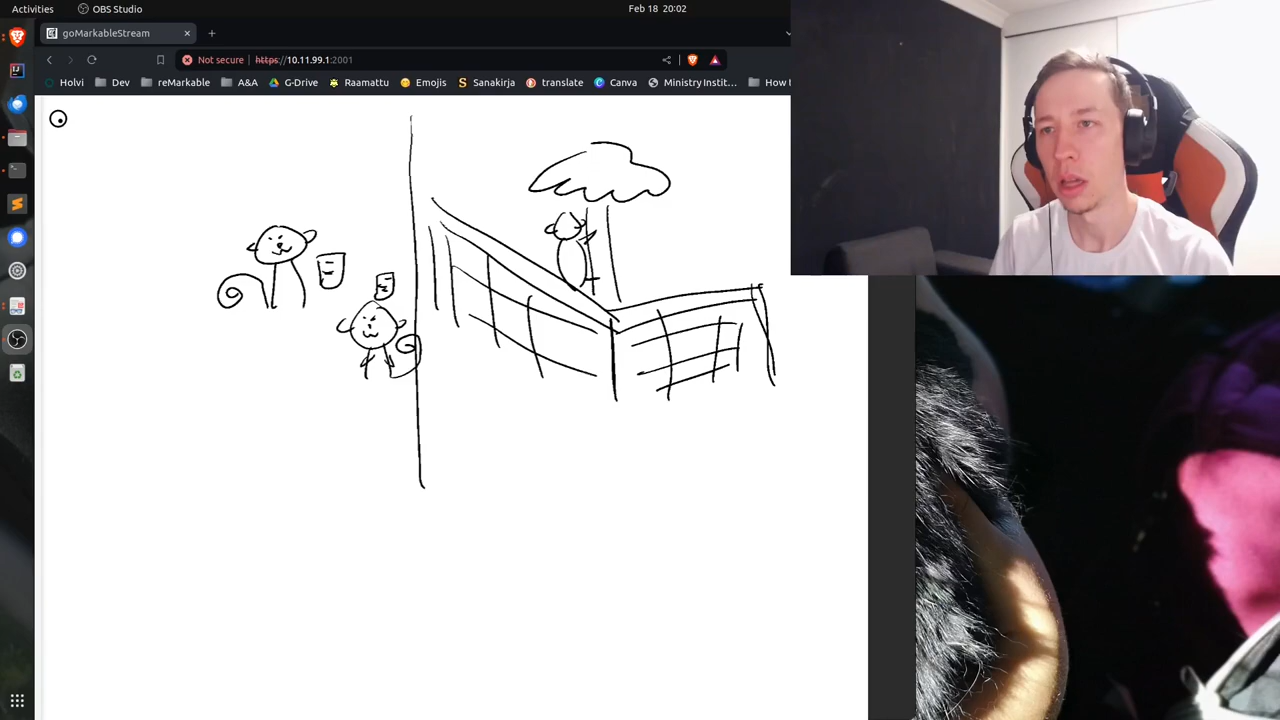 Activities
OBS Studio
Feb 18 20:02
goMarkableStream
Not secure
https://10.11.99.1:2001
Holvi
Dev
reMarkable
A&A
G-Drive
Raamattu
Emojis
Sanakirja
translate
Canva
Ministry Instit...
How t